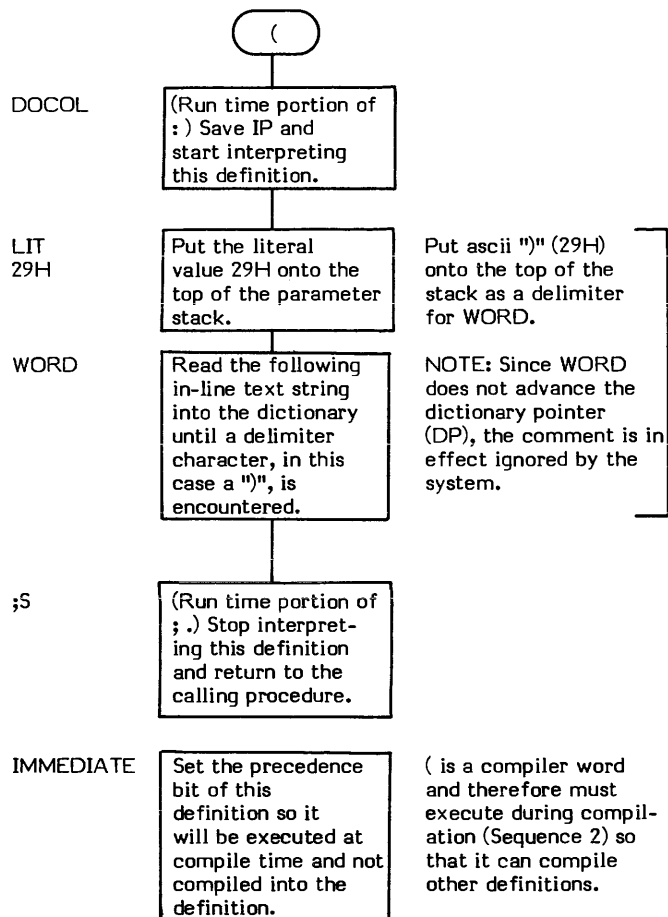 (
DOCOL
(Run time portion of
: ) Save IP and
start interpreting
this definition.
LIT
29H
Put the literal
value 29H onto the
top of the parameter
stack.
Put ascii ")" (29H)
onto the top of the
stack as a delimiter
for WORD.
WORD
Read the following
in-line text string
into the dictionary
until a delimiter
character, in this
case a ")", is
encountered.
NOTE: Since WORD
does not advance the
dictionary pointer
(DP), the comment is in
effect ignored by the
system.
;S
(Run time portion of
; .) Stop interpret-
ing this definition
and return to the
calling procedure.
IMMEDIATE
Set the precedence
bit of this
definition so it
will be executed at
compile time and not
compiled into the
definition.
( is a compiler word
and therefore must
execute during compil-
ation (Sequence 2) so
that it can compile
other definitions.